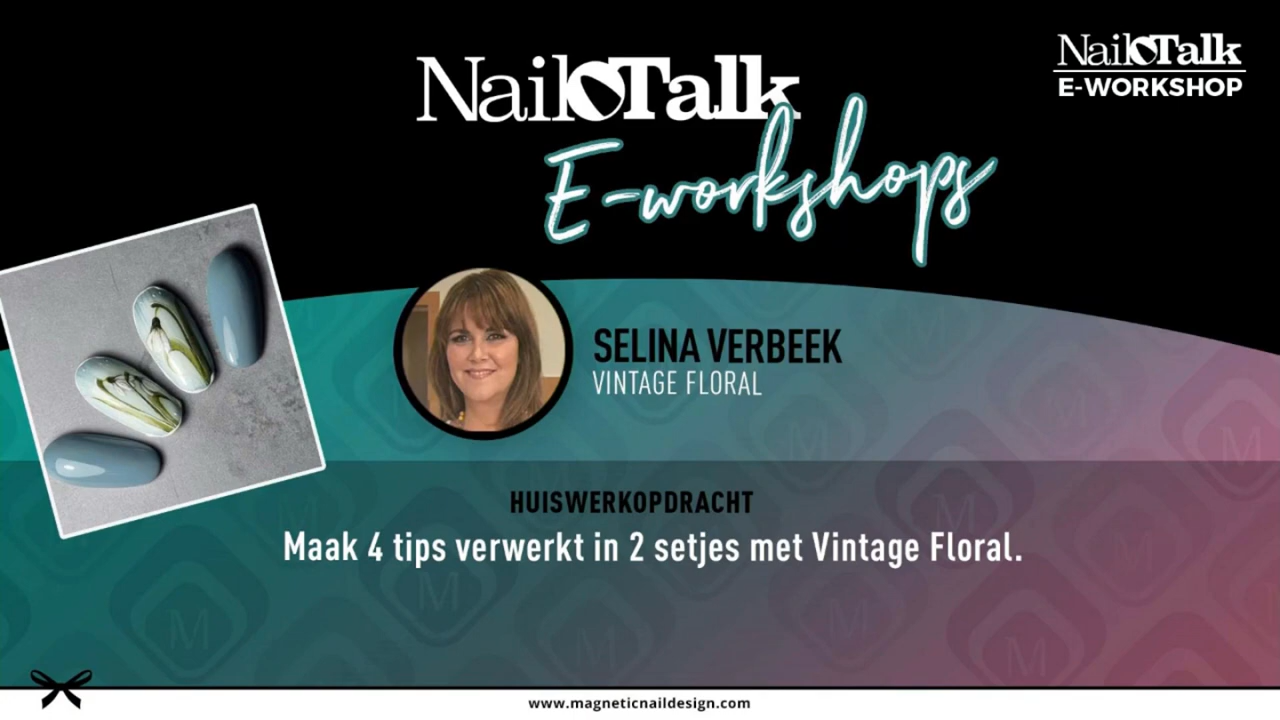 NailTalk
E-workshops
NailTalk
E-WORKSHOP
SELINA VERBEEK
VINTAGE FLORAL
HUISWERKOPDRACHT
Maak 4 tips verwerkt in 2 setjes met Vintage Floral.
www.magneticnaildesign.com